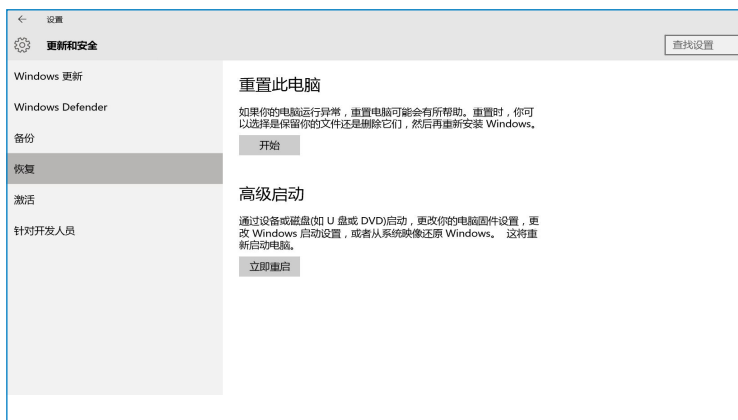 设置
更新和安全
查找设置
Windows 更新
Windows Defender
备份
恢复
激活
针对开发人员
重置此电脑
如果你的电脑运行异常，重置电脑可能会有所帮助。重置时，你可
以选择是保留你的文件还是删除它们，然后再重新安装 Windows。
开始
高级启动
通过设备或磁盘(如 U 盘或 DVD)启动，更改你的电脑固件设置，更
改 Windows 启动设置，或者从系统映像还原 Windows。 这将重
新启动电脑。
立即重启